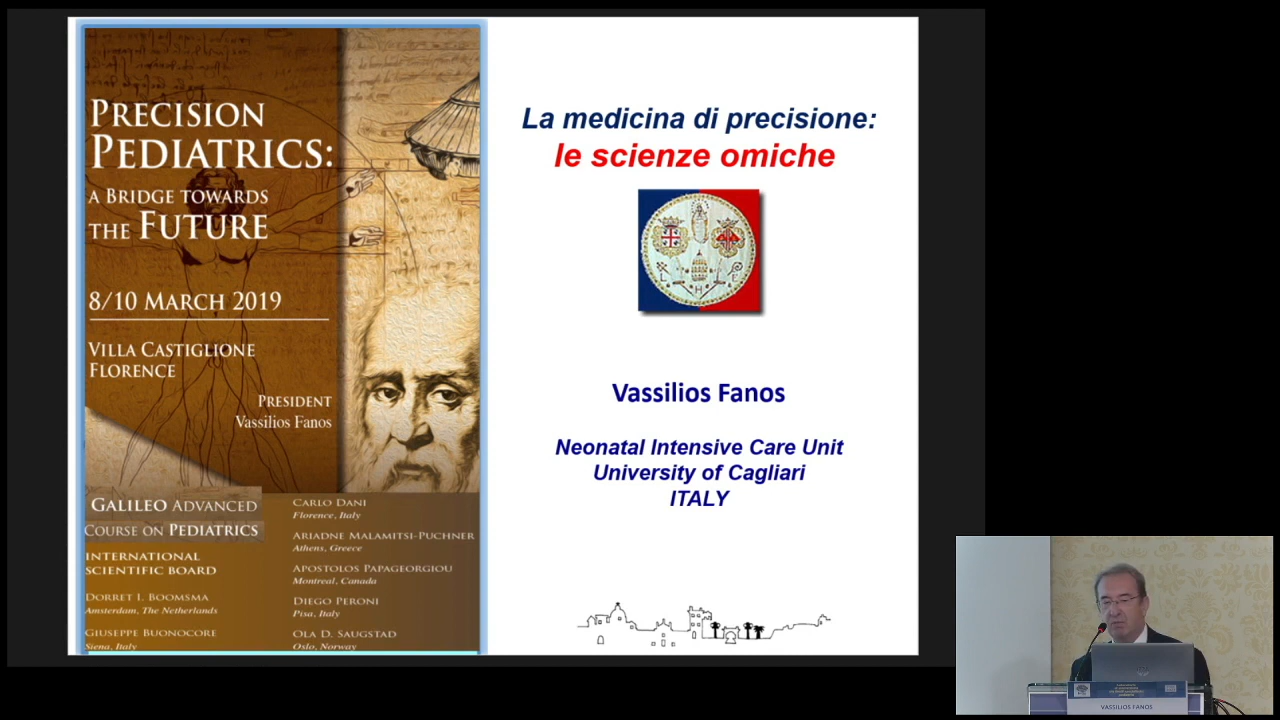 PRECISION
PEDIATRICS:
A BRIDGE TOWARDS
THE FUTURE
8/10 MARCH 2019
VILLA CASTIGLIONE
FLORENCE
PRESIDENT
Vassilios Fanos
GALILEO ADVANCED
COURSE ON PEDIATRICS
INTERNATIONAL
SCIENTIFIC BOARD
DORRET I. BOOMSMA
Amsterdam, The Netherlands
GIUSEPPE BUONOCORE
Siena, Italy
CARLO DANI
Florence, Italy
ARIADNE MALAMITSI-PUCHNER
Athens, Greece
APOSTOLOS PAPAGEORGIOU
Montreal, Canada
DIEGO PERONI
Pisa, Italy
OLA D. SAUGSTAD
Oslo, Norway
La medicina di precisione:
le scienze omiche
L H E
Vassilios Fanos
Neonatal Intensive Care Unit
University of Cagliari
ITALY
VASSILIOS FANOS